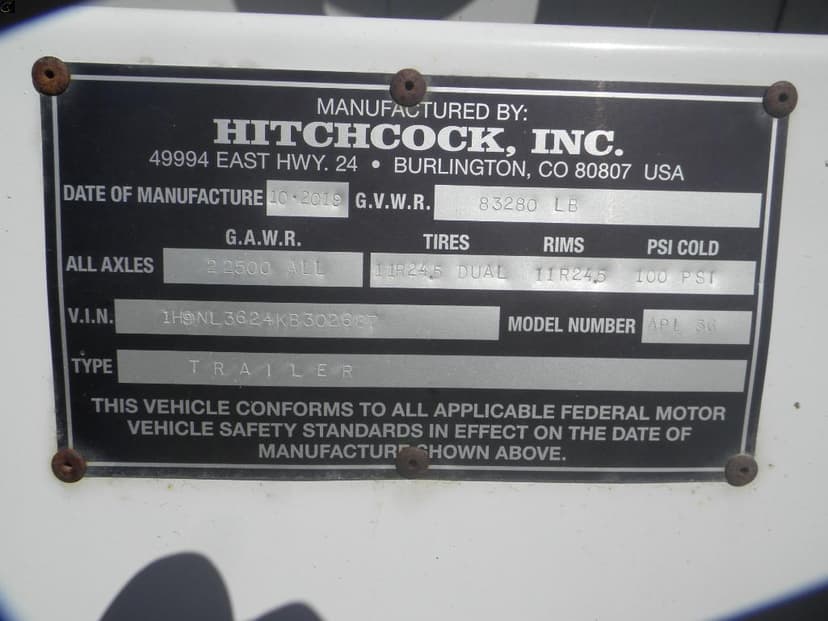 MANUFACTURED BY:
HITCHCOCK, INC.
49994 EAST HWY. 24 • BURLINGTON, CO 80807 USA
DATE OF MANUFACTURE 10·2019 G.V.W.R. 83280 LB
G.A.W.R. TIRES RIMS PSI COLD
ALL AXLES 22500 ALL 11R24.5 DUAL 11R24.5 100 PSI
V.I.N. MODEL NUMBER
TYPE TRAILER
THIS VEHICLE CONFORMS TO ALL APPLICABLE FEDERAL MOTOR
VEHICLE SAFETY STANDARDS IN EFFECT ON THE DATE OF
MANUFACTURE SHOWN ABOVE.